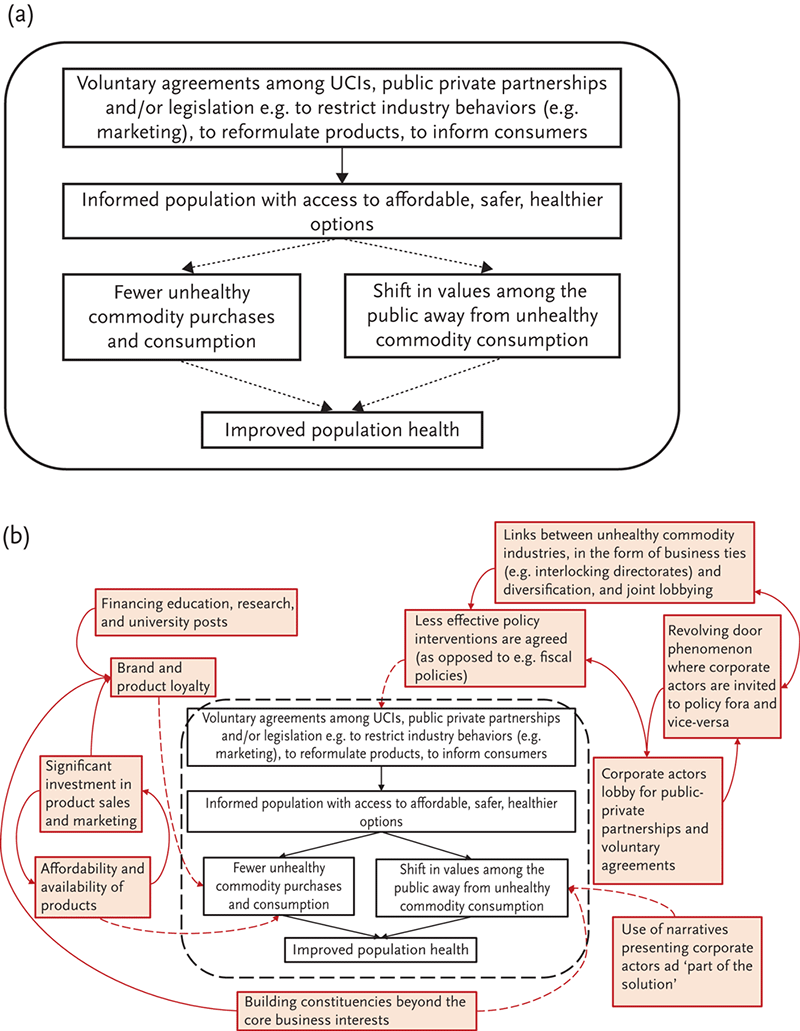 (a)
Voluntary agreements among UCIs, public private partnerships
and/or legislation e.g. to restrict industry behaviors (e.g.
marketing), to reformulate products, to inform consumers
Informed population with access to affordable, safer, healthier
options
Fewer unhealthy
commodity purchases
and consumption
Shift in values among the
public away from unhealthy
commodity consumption
Improved population health
(b)
Links between unhealthy commodity
industries, in the form of business ties
(e.g. interlocking directorates) and
diversification, and joint lobbying
Financing education, research,
and university posts
Less effective policy
interventions are agreed
(as opposed to e.g. fiscal
policies)
Revolving door
phenomenon
where corporate
actors are invited
to policy fora and
vice-versa
Brand and
product loyalty
Voluntary agreements among UCIs, public private partnerships
and/or legislation e.g. to restrict industry behaviors (e.g.
marketing), to reformulate products, to inform consumers
Significant
investment in
product sales
and marketing
Corporate actors
lobby for public-
private
partnerships and
voluntary
agreements
Informed population with access to affordable, safer, healthier
options
Affordability and
availability of
products
Fewer unhealthy
commodity purchases
and consumption
Shift in values among the
public away from unhealthy
commodity consumption
Improved population health
Use of narratives
presenting corporate
actors ad ‘part of the
solution’
Building constituencies beyond the
core business interests